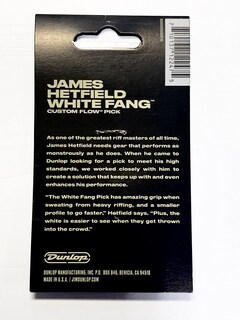 JAMES
HETFIELD
WHITE FANG™
CUSTOM FLOW® PICK
As one of the greatest riff masters of all time,
James Hetfield needs gear that performs as
monstrously as he does. When he came to
Dunlop looking for a pick to meet his high
standards, we worked closely with him to
create a solution that keeps up with and even
enhances his performance.
"The White Fang Pick has amazing grip when
sweating from heavy riffing, and a smaller
profile to go faster," Hetfield says. "Plus, the
white is easier to see when they get thrown
into the crowd."
Dunlop
DUNLOP MANUFACTURING, INC. P.O. BOX 846, BENICIA, CA 94510
MADE IN U.S.A. / JIMDUNLOP.COM